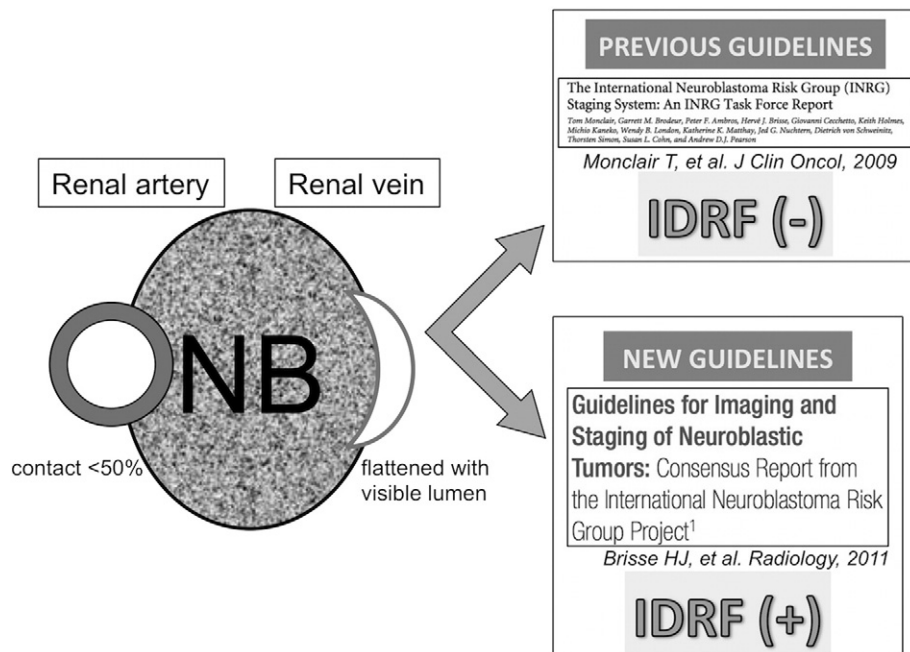 Renal artery
Renal vein
NB
contact <50%
flattened with
visible lumen
PREVIOUS GUIDELINES
The International Neuroblastoma Risk Group (INRG)
Staging System: An INRG Task Force Report
Tom Monclair, Garrett M. Brodeur, Peter F. Ambros, Hervé J. Brisse, Giovanni Cecchetto, Keith Holmes,
Michio Kaneko, Wendy B. London, Katherine K. Matthay, Jed G. Nuchtern, Dietrich von Schweinitz,
Thorsten Simon, Susan L. Cohn, and Andrew D.J. Pearson
Monclair T, et al. J Clin Oncol, 2009
IDRF (-)
NEW GUIDELINES
Guidelines for Imaging and
Staging of Neuroblastic
Tumors: Consensus Report from
the International Neuroblastoma Risk
Group Project¹
Brisse HJ, et al. Radiology, 2011
IDRF (+)